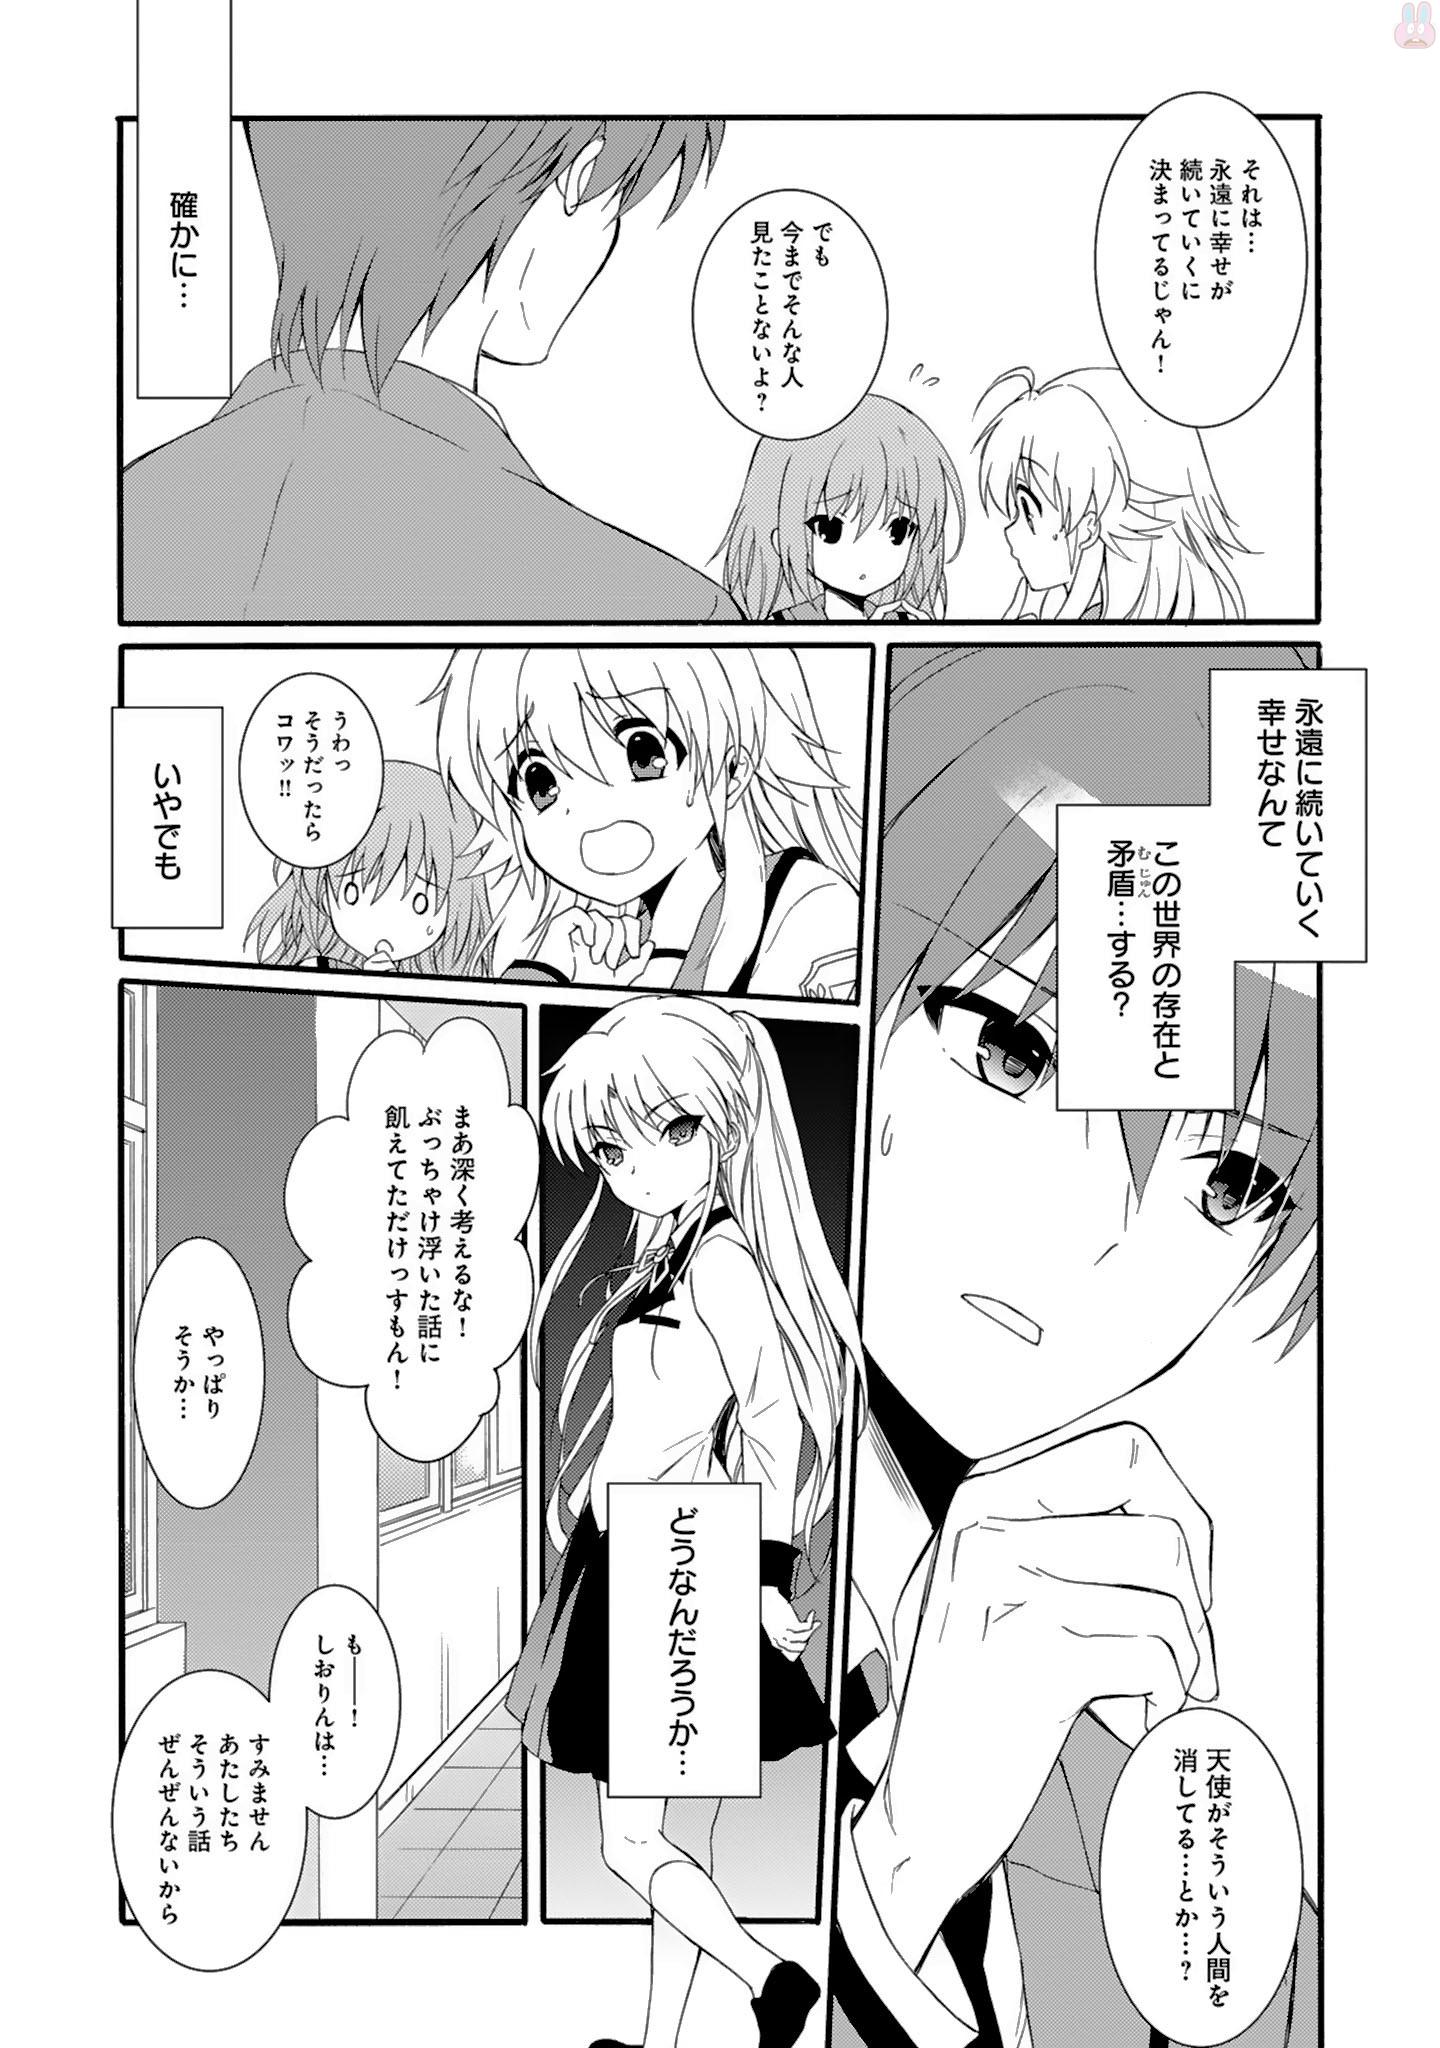 それは…
永遠に幸せが
続いていくに
決まってるじゃん！
でも
今までそんな人
見たことないよ？
確かに…
永遠に続いていく
幸せなんて
この世界の存在と
矛盾…する？
むじゅん
うわっ
そうだったら
コワッ!!
いやでも
天使がそういう人間を
消してる…とか…？
どうなんだろうか…
まあ深く考えるな！
ぶっちゃけ浮いた話に
飢えてただけっすもん！
やっぱり
そうか…
も――！
しおりんは…
すみません
あたしたち
そういう話
ぜんぜんないから